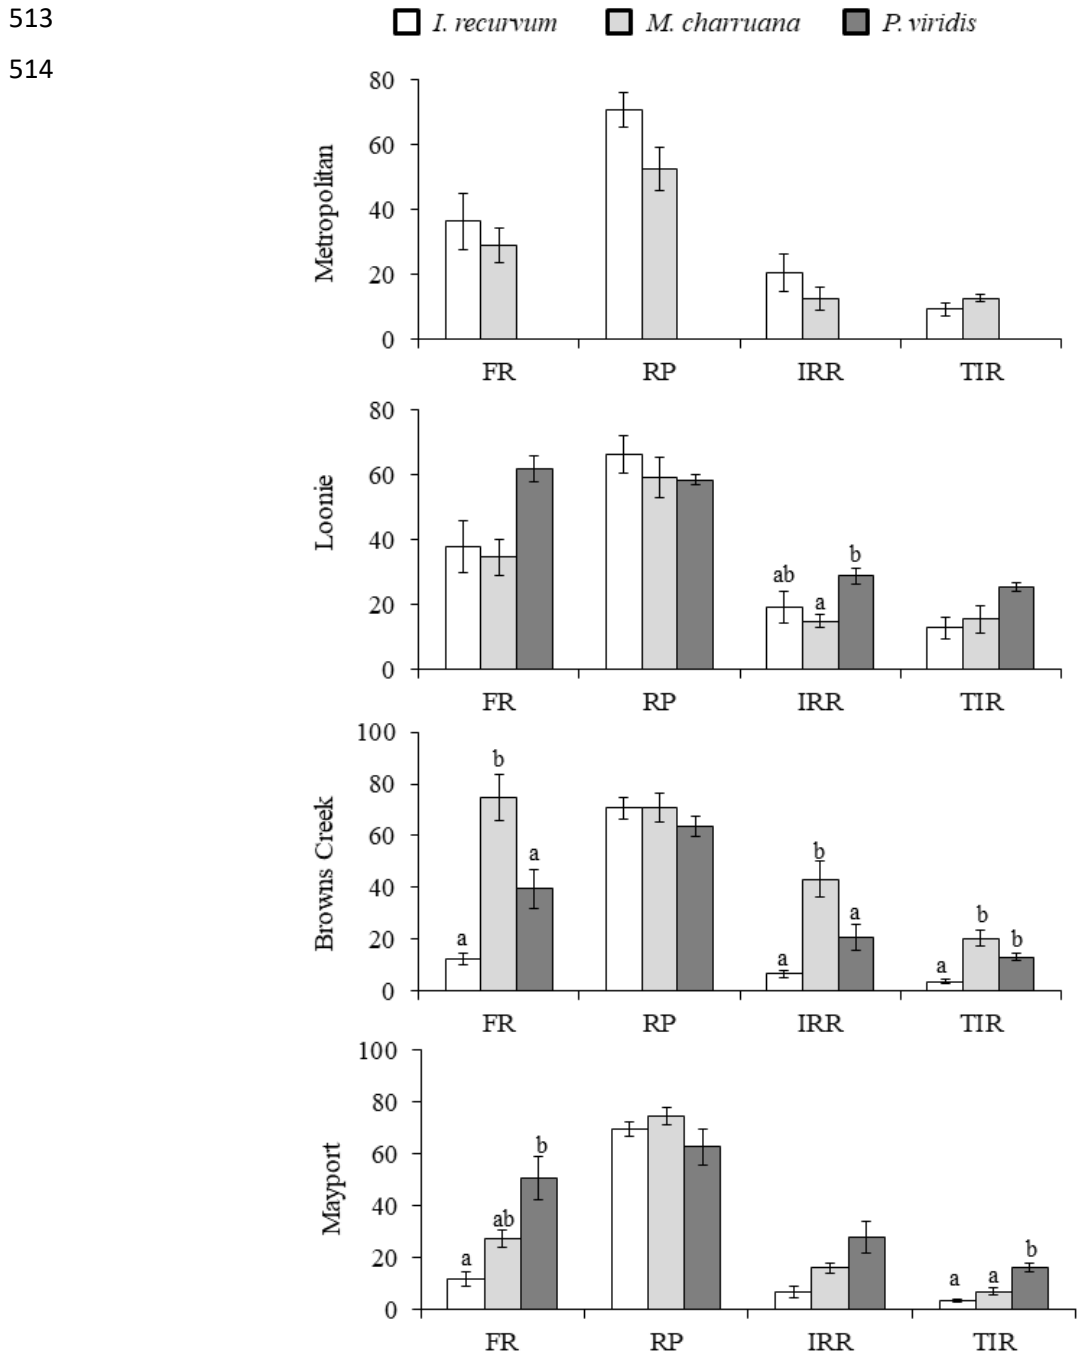 513
I. recurvum M. charruana P. viridis
514
Metropolitan
80
60
40
20
0
FR RP IRR TIR
Loonie
80
60
40
20
0
ab a b
FR RP IRR TIR
Browns Creek
100
80
60
40
20
0
a b a
a b a
a b b
FR RP IRR TIR
Mayport
100
80
60
40
20
0
a ab b
a a b
FR RP IRR TIR